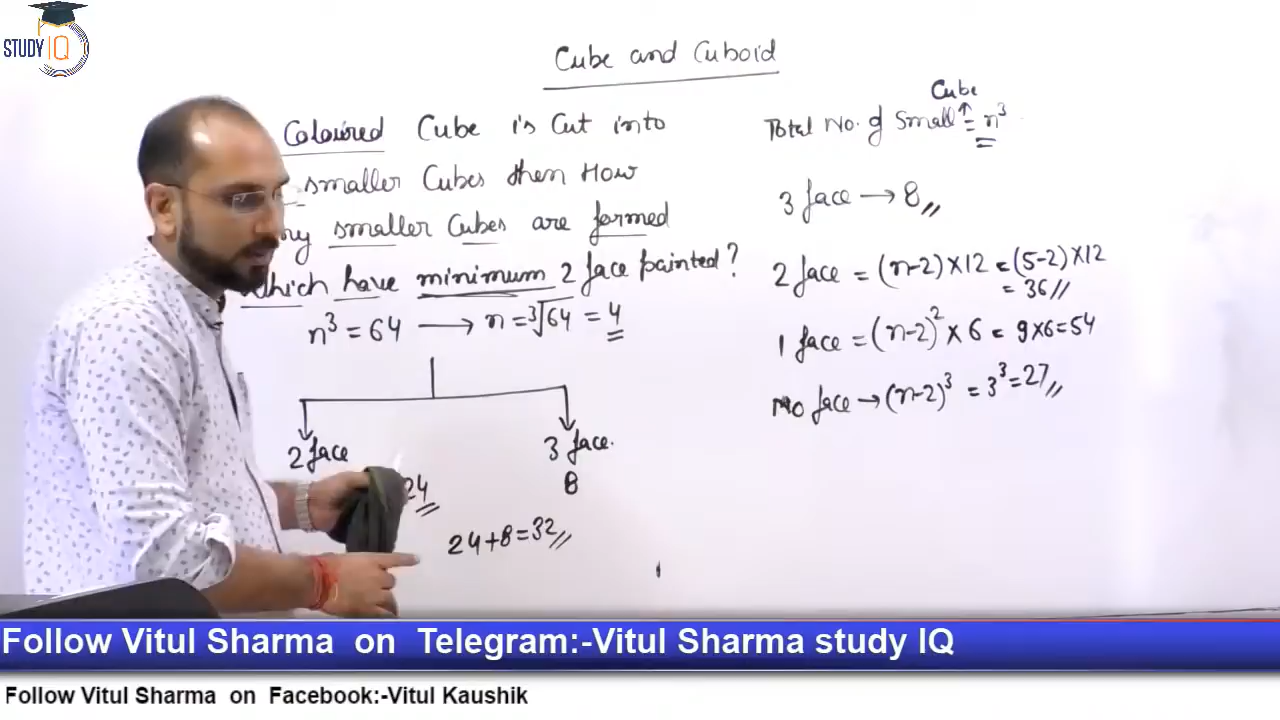 STUDY IQ
Cube and Cuboid
Coloured Cube is Cut into
smaller Cubes then How
smaller Cubes are formed
which have minimum 2 face painted?
n³ = 64 → n = ³√64 = 4
2 face
3 face.
24
8
24+8=32
Cube
Total No. of Small = n³
3 face → 8
2 face = (n-2)×12 = (5-2)×12
= 36
1 face = (n-2)² × 6 = 9×6=54
No face → (n-2)³ = 3³=27
Follow Vitul Sharma on Telegram:-Vitul Sharma study IQ
Follow Vitul Sharma on Facebook:-Vitul Kaushik